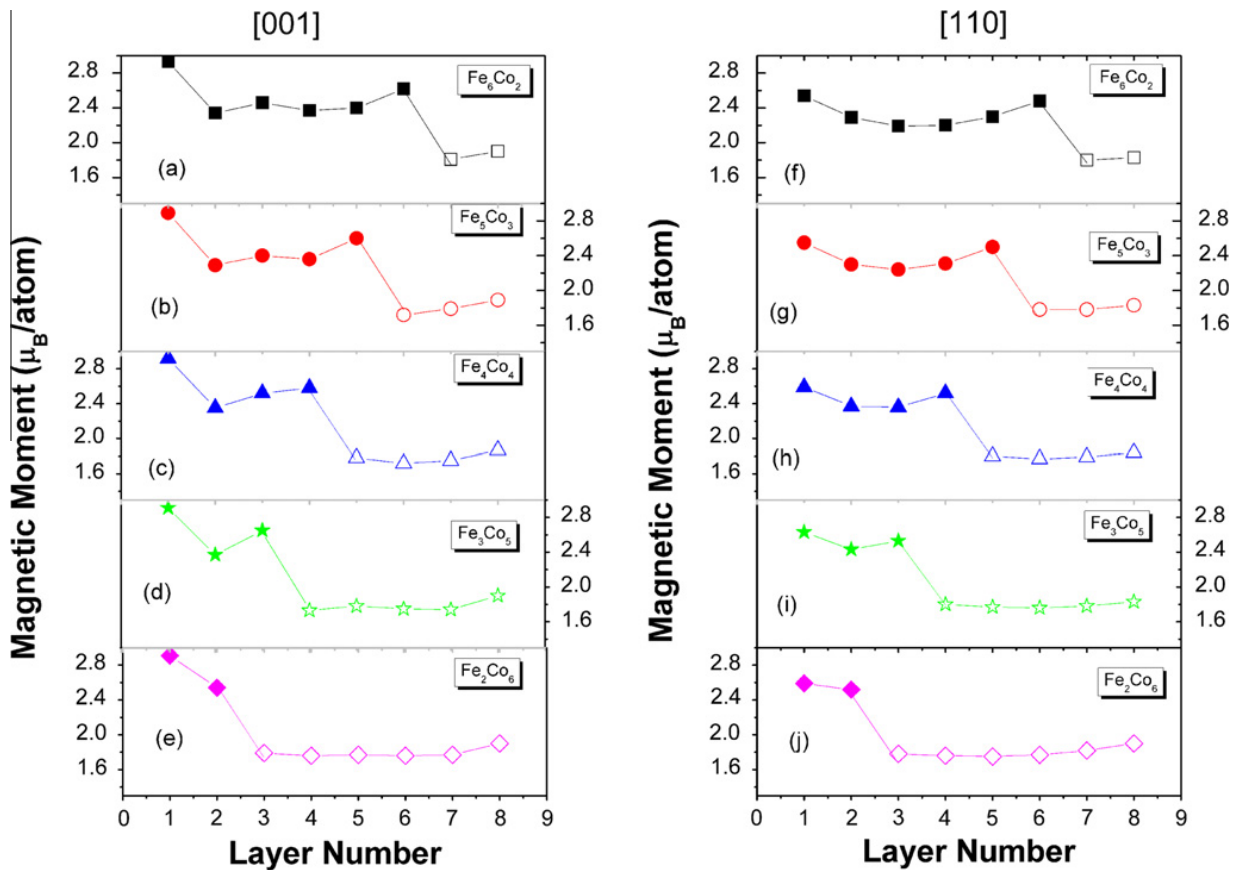 [001]
[110]
2.8
2.4
2.0
1.6
Fe₆Co₂
(a)
2.8
2.4
2.0
1.6
Fe₅Co₃
(b)
2.8
2.4
2.0
1.6
Fe₄Co₄
(c)
2.8
2.4
2.0
1.6
Fe₃Co₅
(d)
2.8
2.4
2.0
1.6
Fe₂Co₆
(e)
0 1 2 3 4 5 6 7 8 9
Layer Number
Magnetic Moment (μ_B/atom)
2.8
2.4
2.0
1.6
Fe₆Co₂
(f)
2.8
2.4
2.0
1.6
Fe₅Co₃
(g)
2.8
2.4
2.0
1.6
Fe₄Co₄
(h)
2.8
2.4
2.0
1.6
Fe₃Co₅
(i)
2.8
2.4
2.0
1.6
Fe₂Co₆
(j)
0 1 2 3 4 5 6 7 8 9
Layer Number
Magnetic Moment (μ_B/atom)